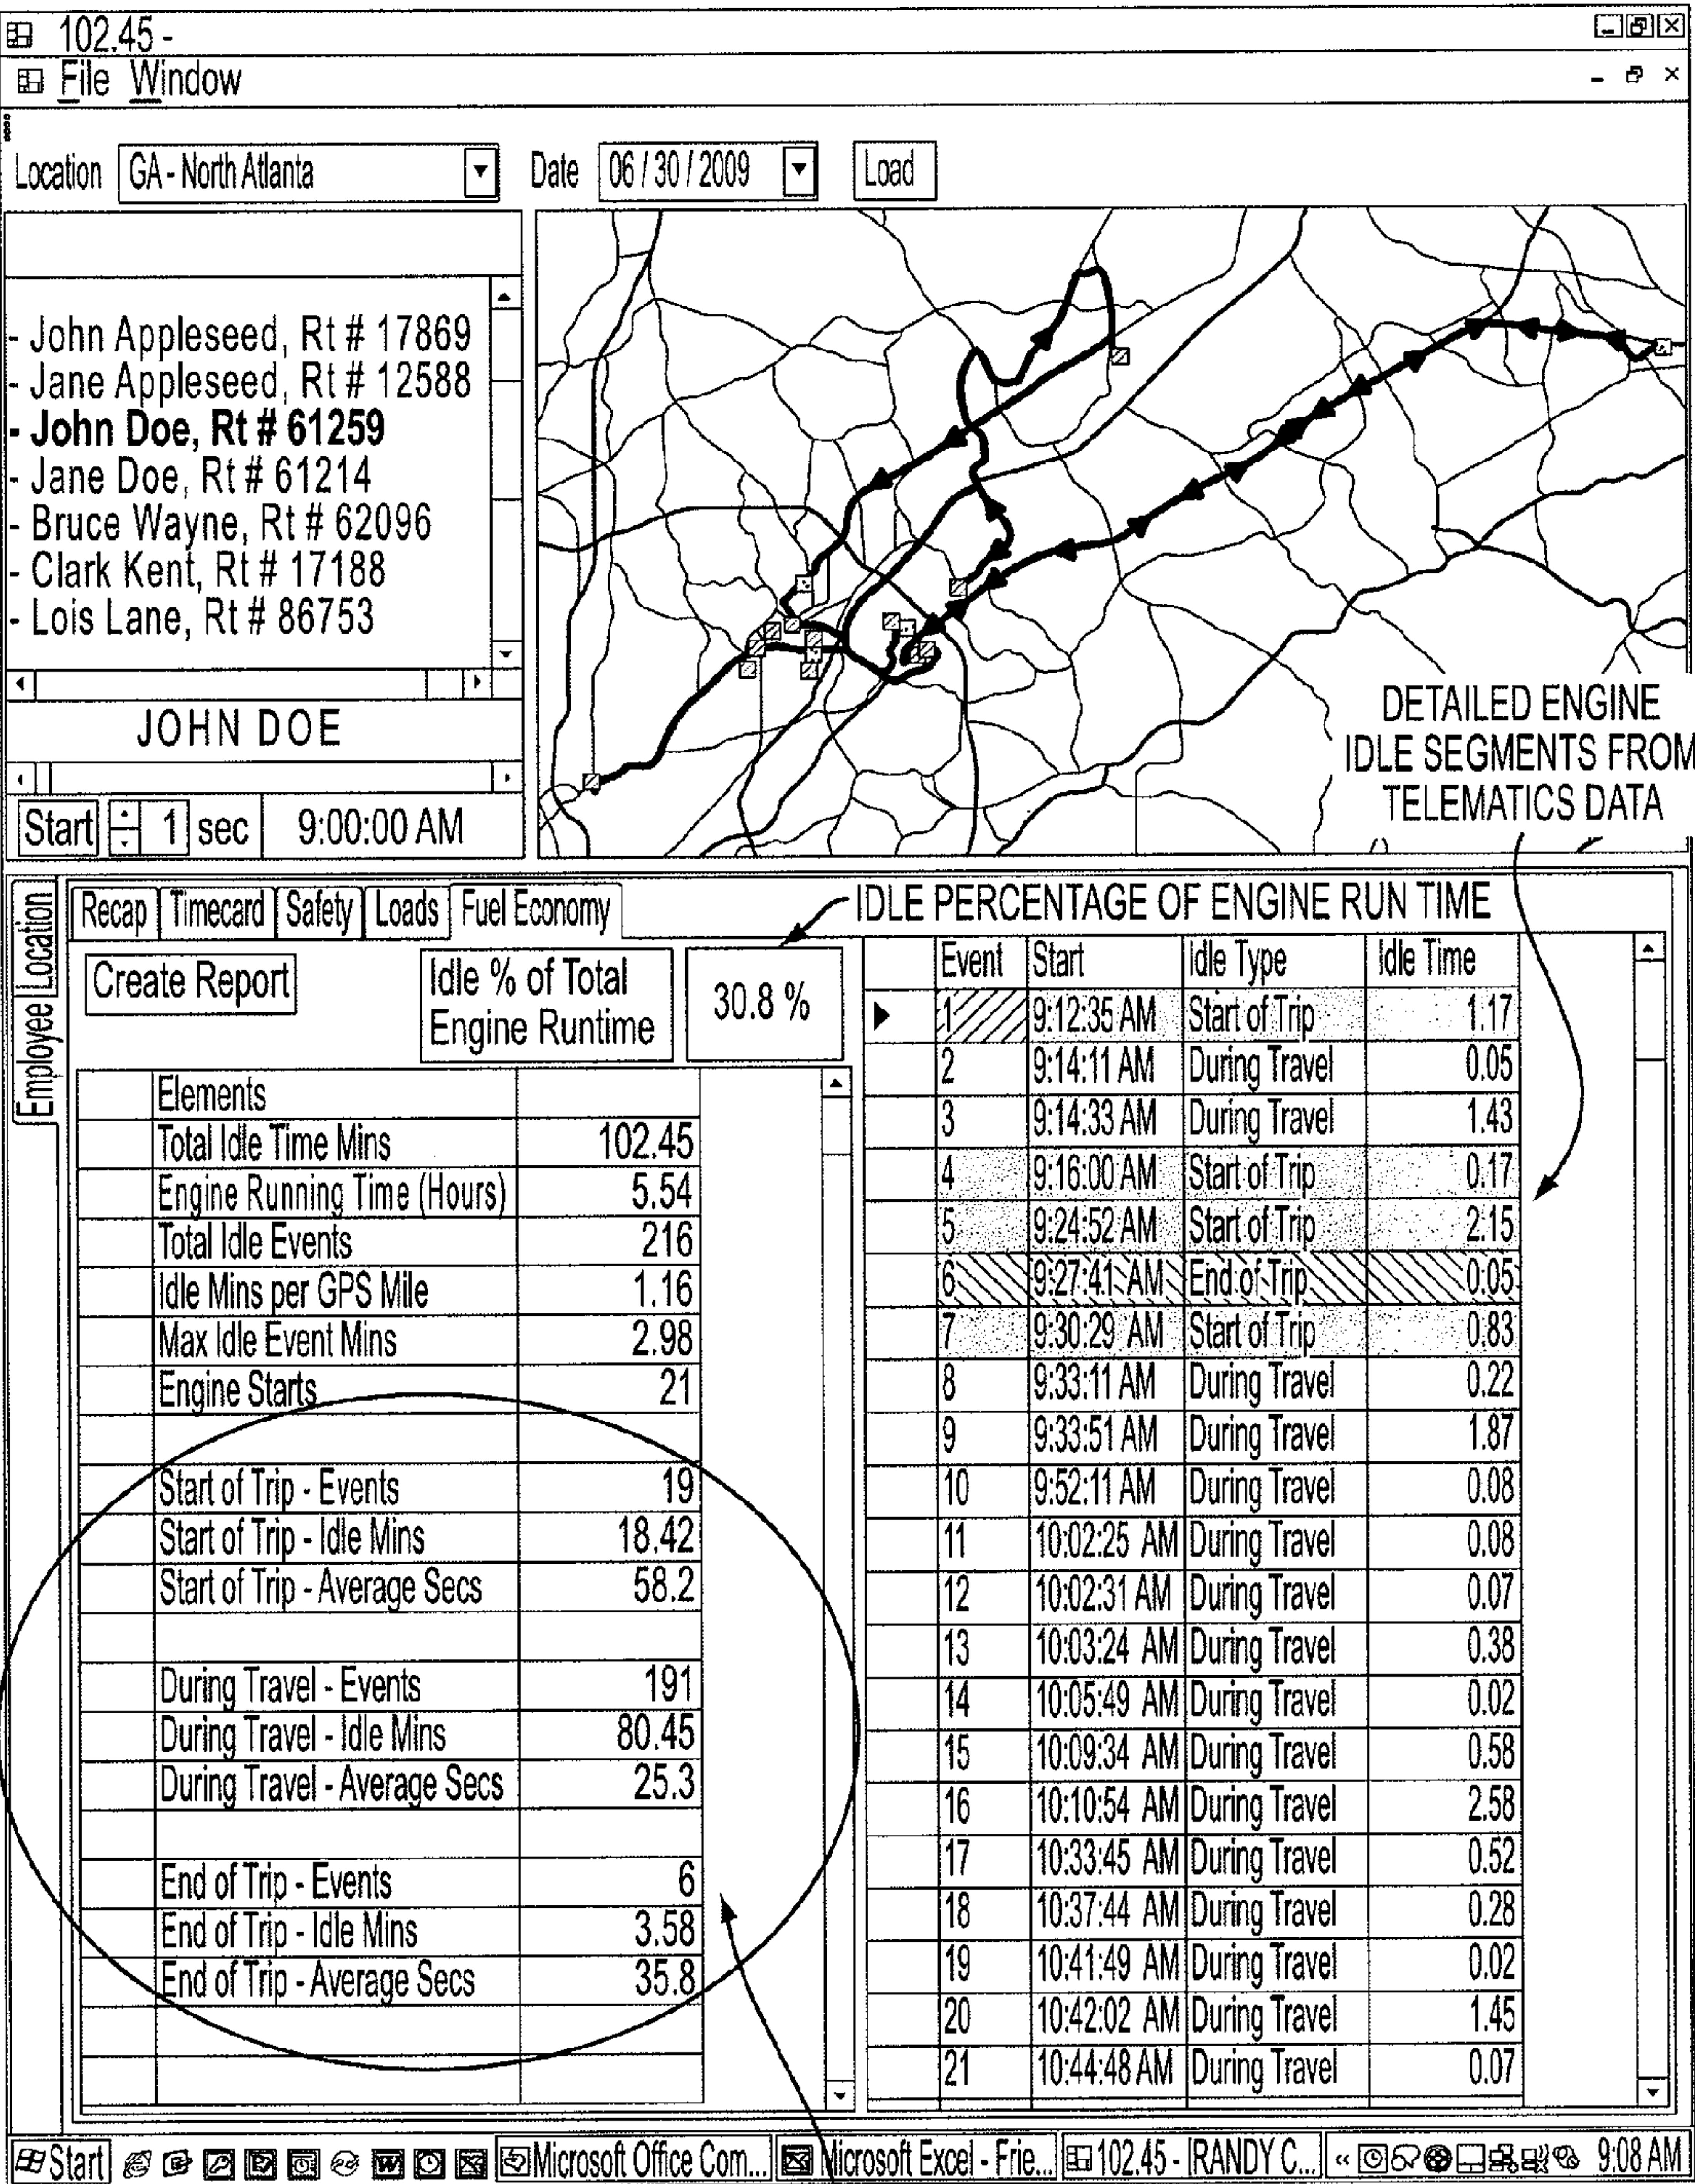 102.45 -
File Window
Location GA - North Atlanta Date 06 / 30 / 2009 Load
- John Appleseed, Rt # 17869
- Jane Appleseed, Rt # 12588
- John Doe, Rt # 61259
- Jane Doe, Rt # 61214
- Bruce Wayne, Rt # 62096
- Clark Kent, Rt # 17188
- Lois Lane, Rt # 86753
JOHN DOE
Start 1 sec 9:00:00 AM
DETAILED ENGINE
IDLE SEGMENTS FROM
TELEMATICS DATA
Employee Location
Recap Timecard Safety Loads Fuel Economy
IDLE PERCENTAGE OF ENGINE RUN TIME
Create Report
Idle % of Total
Engine Runtime
30.8 %
Elements
Total Idle Time Mins 102.45
Engine Running Time (Hours) 5.54
Total Idle Events 216
Idle Mins per GPS Mile 1.16
Max Idle Event Mins 2.98
Engine Starts 21
Start of Trip - Events 19
Start of Trip - Idle Mins 18.42
Start of Trip - Average Secs 58.2
During Travel - Events 191
During Travel - Idle Mins 80.45
During Travel - Average Secs 25.3
End of Trip - Events 6
End of Trip - Idle Mins 3.58
End of Trip - Average Secs 35.8
Event Start Idle Type Idle Time
1 9:12:35 AM Start of Trip 1.17
2 9:14:11 AM During Travel 0.05
3 9:14:33 AM During Travel 1.43
4 9:16:00 AM Start of Trip 0.17
5 9:24:52 AM Start of Trip 2.15
6 9:27:41 AM End of Trip 0.05
7 9:30:29 AM Start of Trip 0.83
8 9:33:11 AM During Travel 0.22
9 9:33:51 AM During Travel 1.87
10 9:52:11 AM During Travel 0.08
11 10:02:25 AM During Travel 0.08
12 10:02:31 AM During Travel 0.07
13 10:03:24 AM During Travel 0.38
14 10:05:49 AM During Travel 0.02
15 10:09:34 AM During Travel 0.58
16 10:10:54 AM During Travel 2.58
17 10:33:45 AM During Travel 0.52
18 10:37:44 AM During Travel 0.28
19 10:41:49 AM During Travel 0.02
20 10:42:02 AM During Travel 1.45
21 10:44:48 AM During Travel 0.07
Start Microsoft Office Com... Microsoft Excel - Frie... 102.45 - [RANDY C... « 9:08 AM